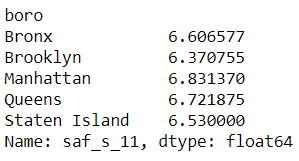 boro
Bronx            6.606577
Brooklyn         6.370755
Manhattan        6.831370
Queens           6.721875
Staten Island    6.530000
Name: saf_s_11, dtype: float64